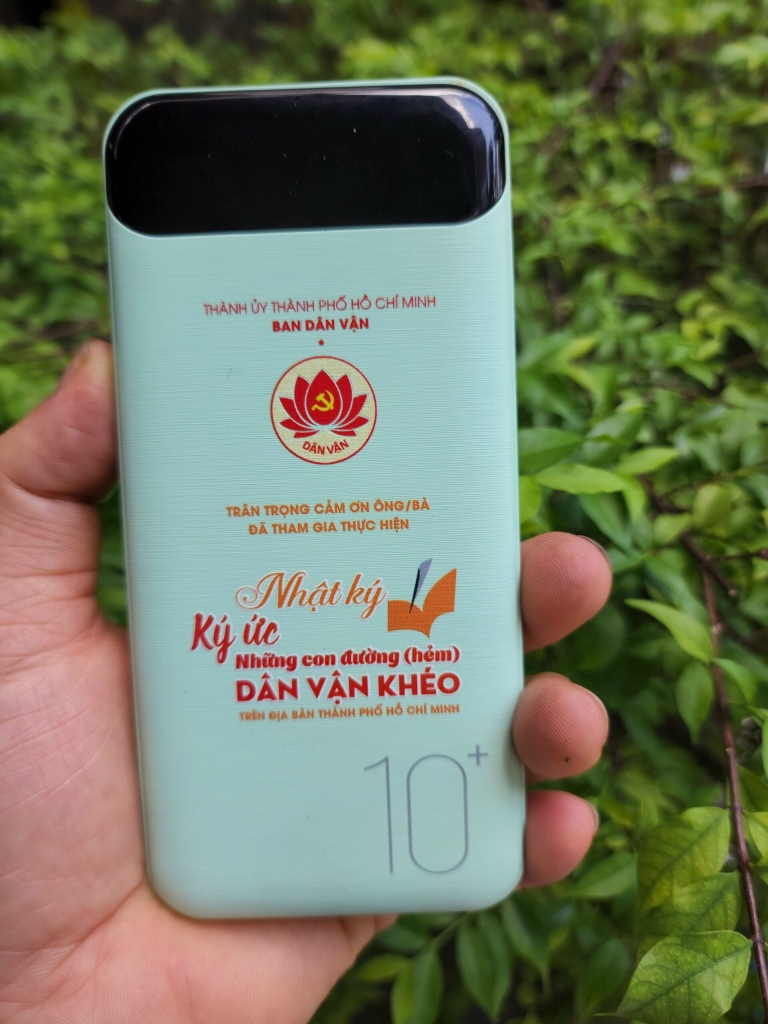 THÀNH ỦY THÀNH PHỐ HỒ CHÍ MINH
BAN DÂN VẬN
*
DÂN VẬN
TRÂN TRỌNG CẢM ƠN ÔNG/BÀ
ĐÃ THAM GIA THỰC HIỆN
Nhật ký
Ký ức
Những con đường (hẻm)
DÂN VẬN KHÉO
TRÊN ĐỊA BÀN THÀNH PHỐ HỒ CHÍ MINH
10+